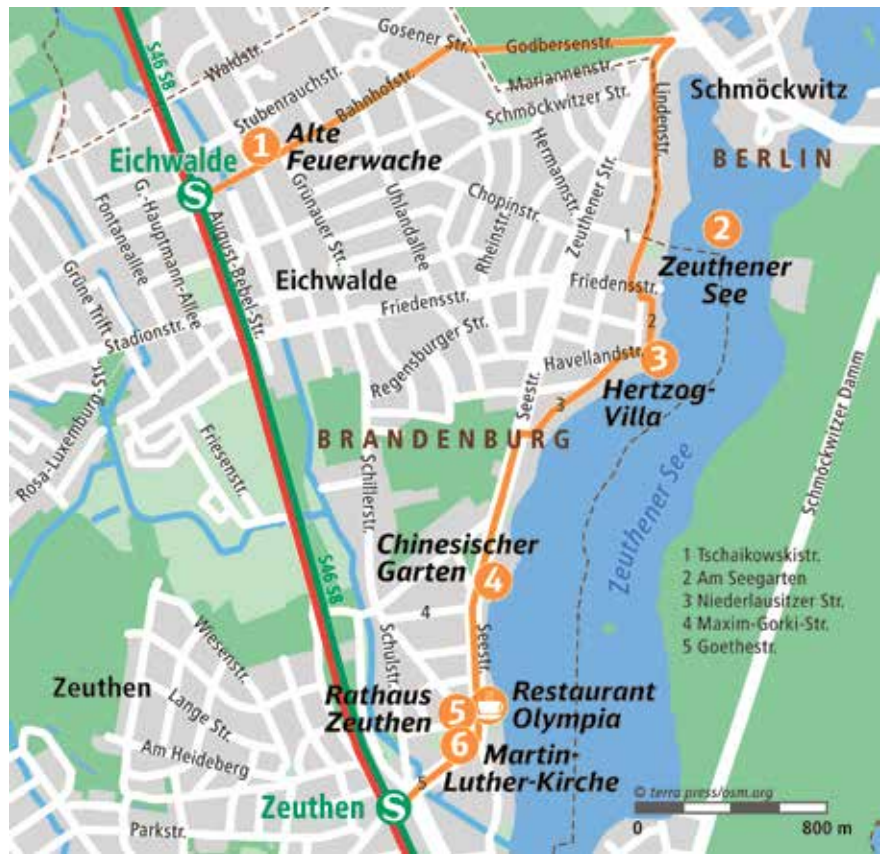 S46 S8
Waldstr.
Gosener Str.
Godbersenstr.
Mariannenstr.
Stubenrauchstr.
Bahnhofstr.
Schmöckwitzer Str.
Lindenstr.
Schmöckwitz
BERLIN
1
Alte
Feuerwache
Eichwalde
S
G.-Hauptmann-Allee
Fontaneallee
August-Bebel-Str.
Grünauer Str.
Uhlandallee
Rheinstr.
Chopinstr.
Hermannstr.
Zeuthener Str.
1
2
Zeuthener
See
Grüne Trift
Eichwalde
Stadionstr.
Friedensstr.
Friedensstr.
2
Regensburger Str.
Havellandstr.
3
Hertzog-
Villa
Rosa-Luxemburg-Str.
Friesenstr.
Seestr.
3
BRANDENBURG
Schillerstr.
Schmöckwitzer Damm
Zeuthener See
Chinesischer
Garten
4
S46 S8
4
1 Tschaikowskistr.
2 Am Seegarten
3 Niederlausitzer Str.
4 Maxim-Gorki-Str.
5 Goethestr.
Wiesenstr.
Schulstr.
Seestr.
Zeuthen
Lange Str.
Rathaus
Zeuthen
5
Restaurant
Olympia
Am Heideberg
6
Martin-
Luther-Kirche
5
Zeuthen
S
Parkstr.
© terra press/osm.org
0 800 m